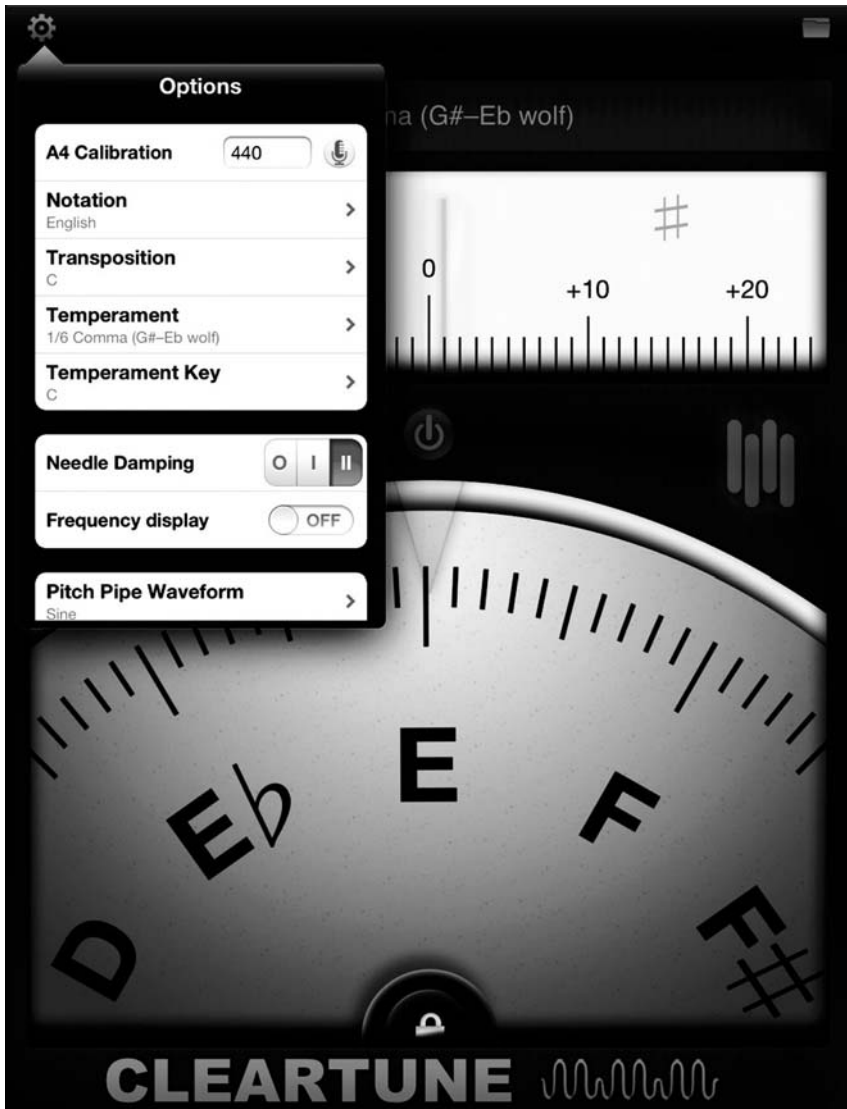 Options
na (G#–Eb wolf)
A4 Calibration 440
Notation
English
Transposition
C
Temperament
1/6 Comma (G#–Eb wolf)
Temperament Key
C
Needle Damping O I II
Frequency display OFF
Pitch Pipe Waveform
Sine
#
0 +10 +20
D E♭ E F F#
CLEARTUNE